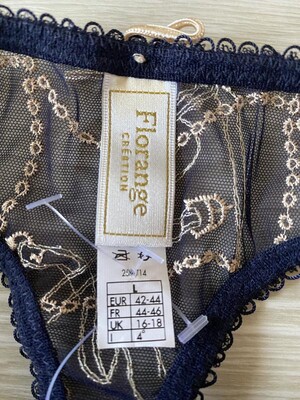 Florange
CRÉATION
L
EUR 42-44
FR 44-46
UK 16-18
I 4